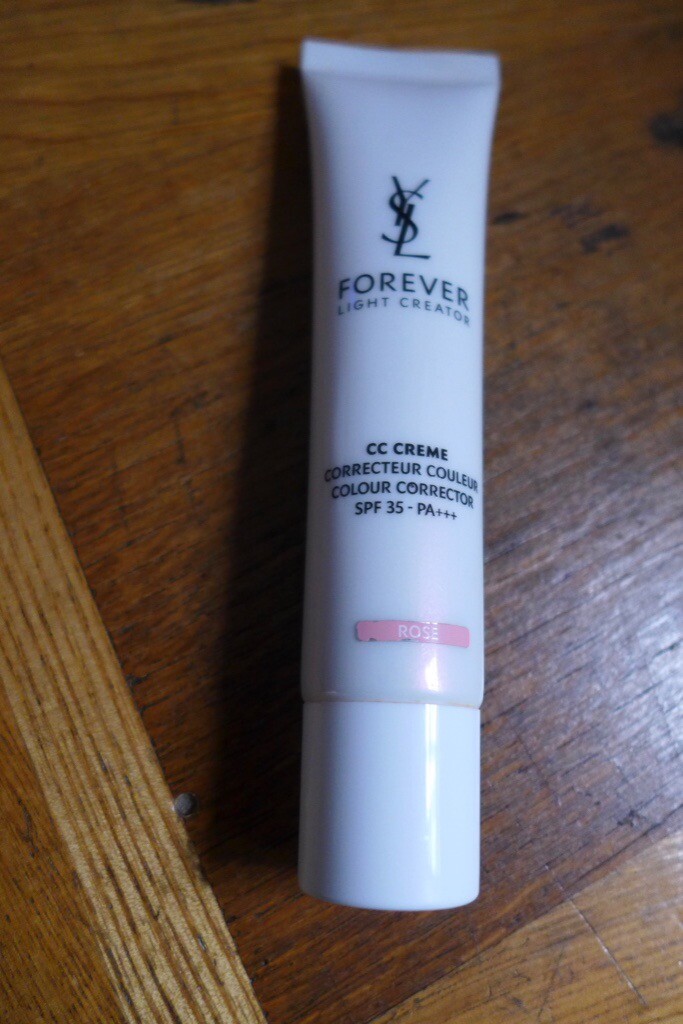 YSL
FOREVER
LIGHT CREATOR
CC CREME
CORRECTEUR COULEUR
COLOUR CORRECTOR
SPF 35 - PA+++
ROSE